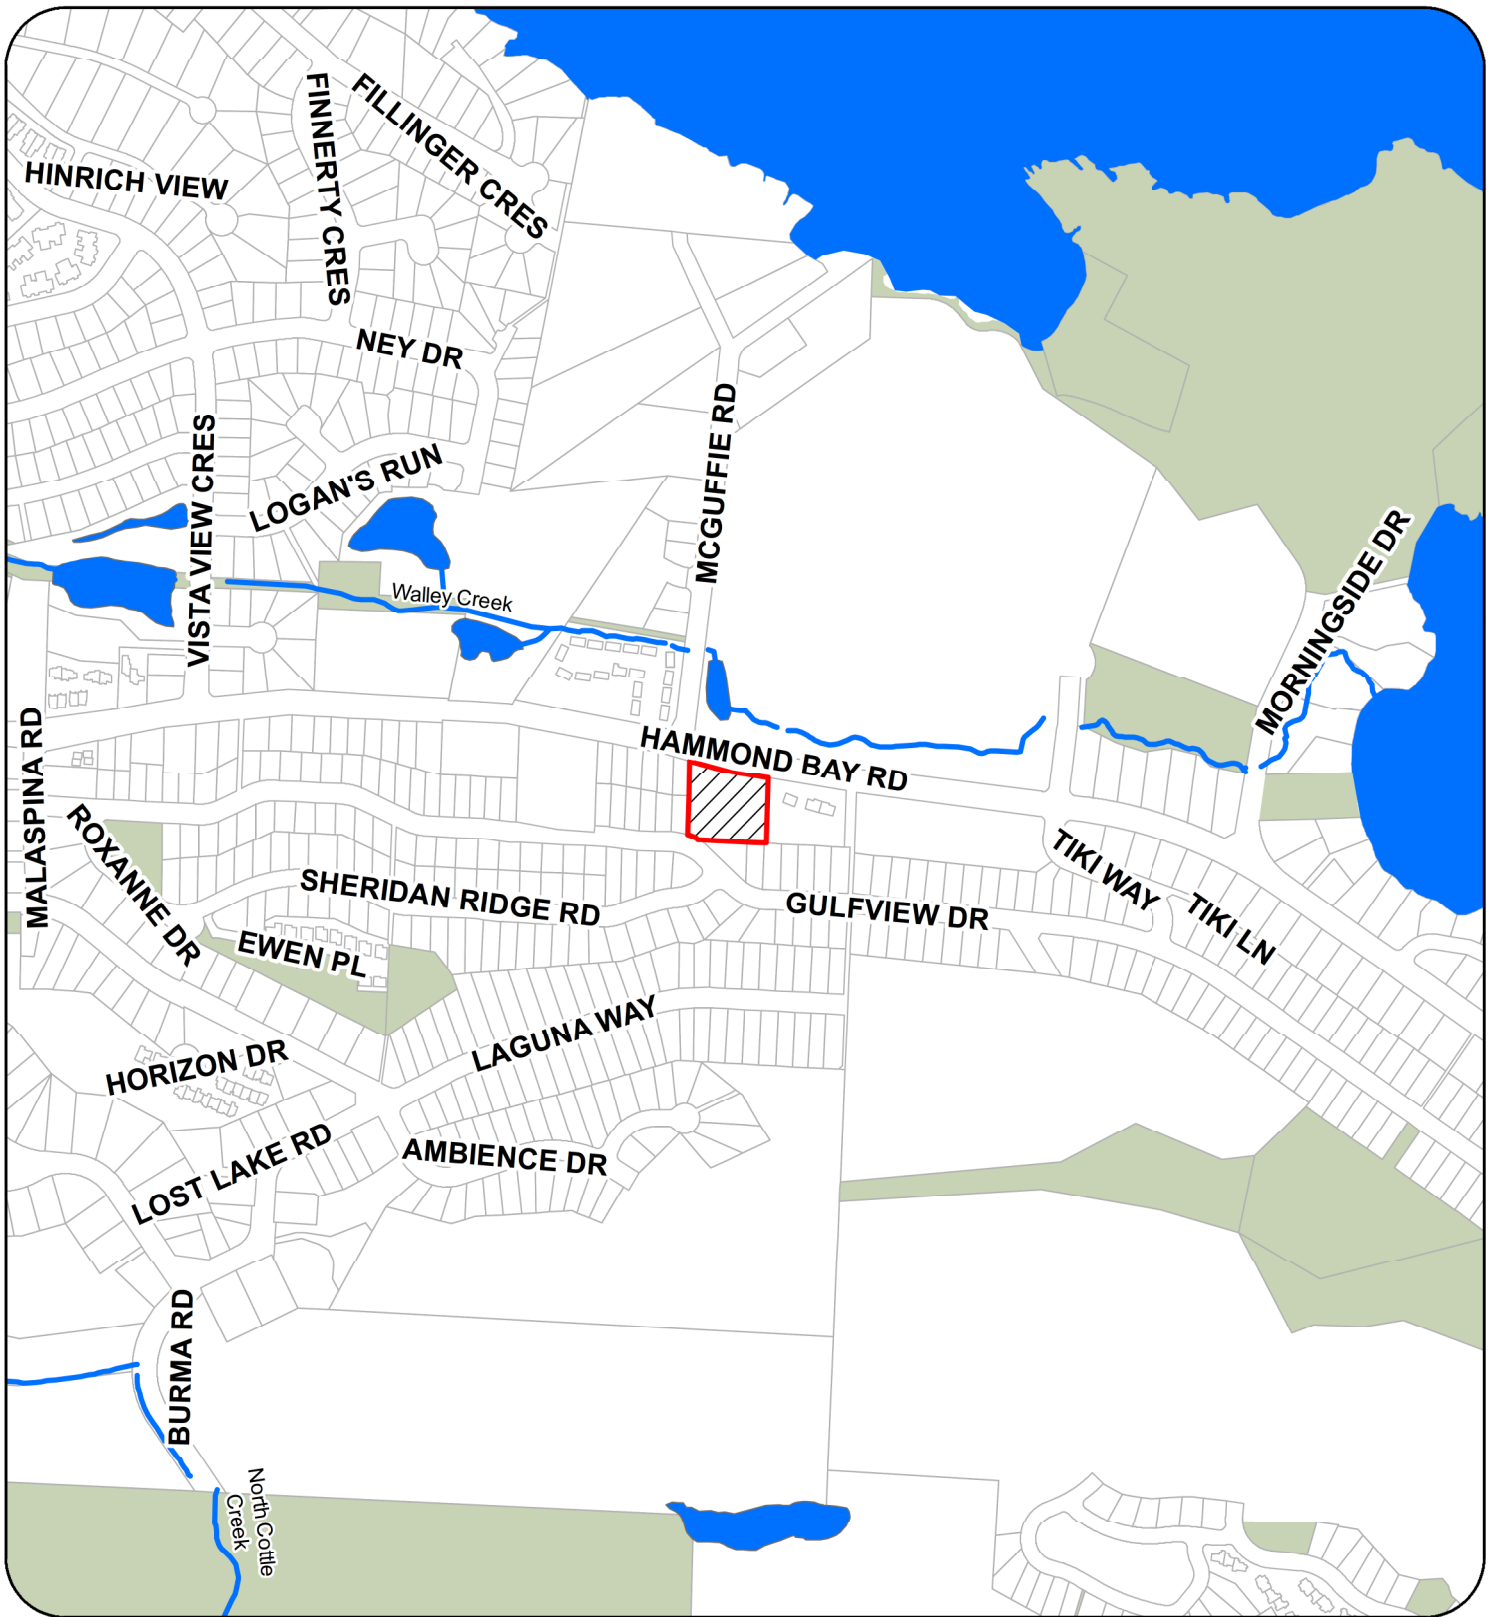 FINNERTY CRES
FILLINGER CRES
HINRICH VIEW
NEY DR
MCGUFFIE RD
VISTA VIEW CRES
LOGAN'S RUN
MORNINGSIDE DR
Walley Creek
MALASPINA RD
HAMMOND BAY RD
ROXANNE DR
TIKI WAY
SHERIDAN RIDGE RD
GULFVIEW DR
TIKI LN
EWEN PL
LAGUNA WAY
HORIZON DR
LOST LAKE RD
AMBIENCE DR
BURMA RD
North Cottle
Creek